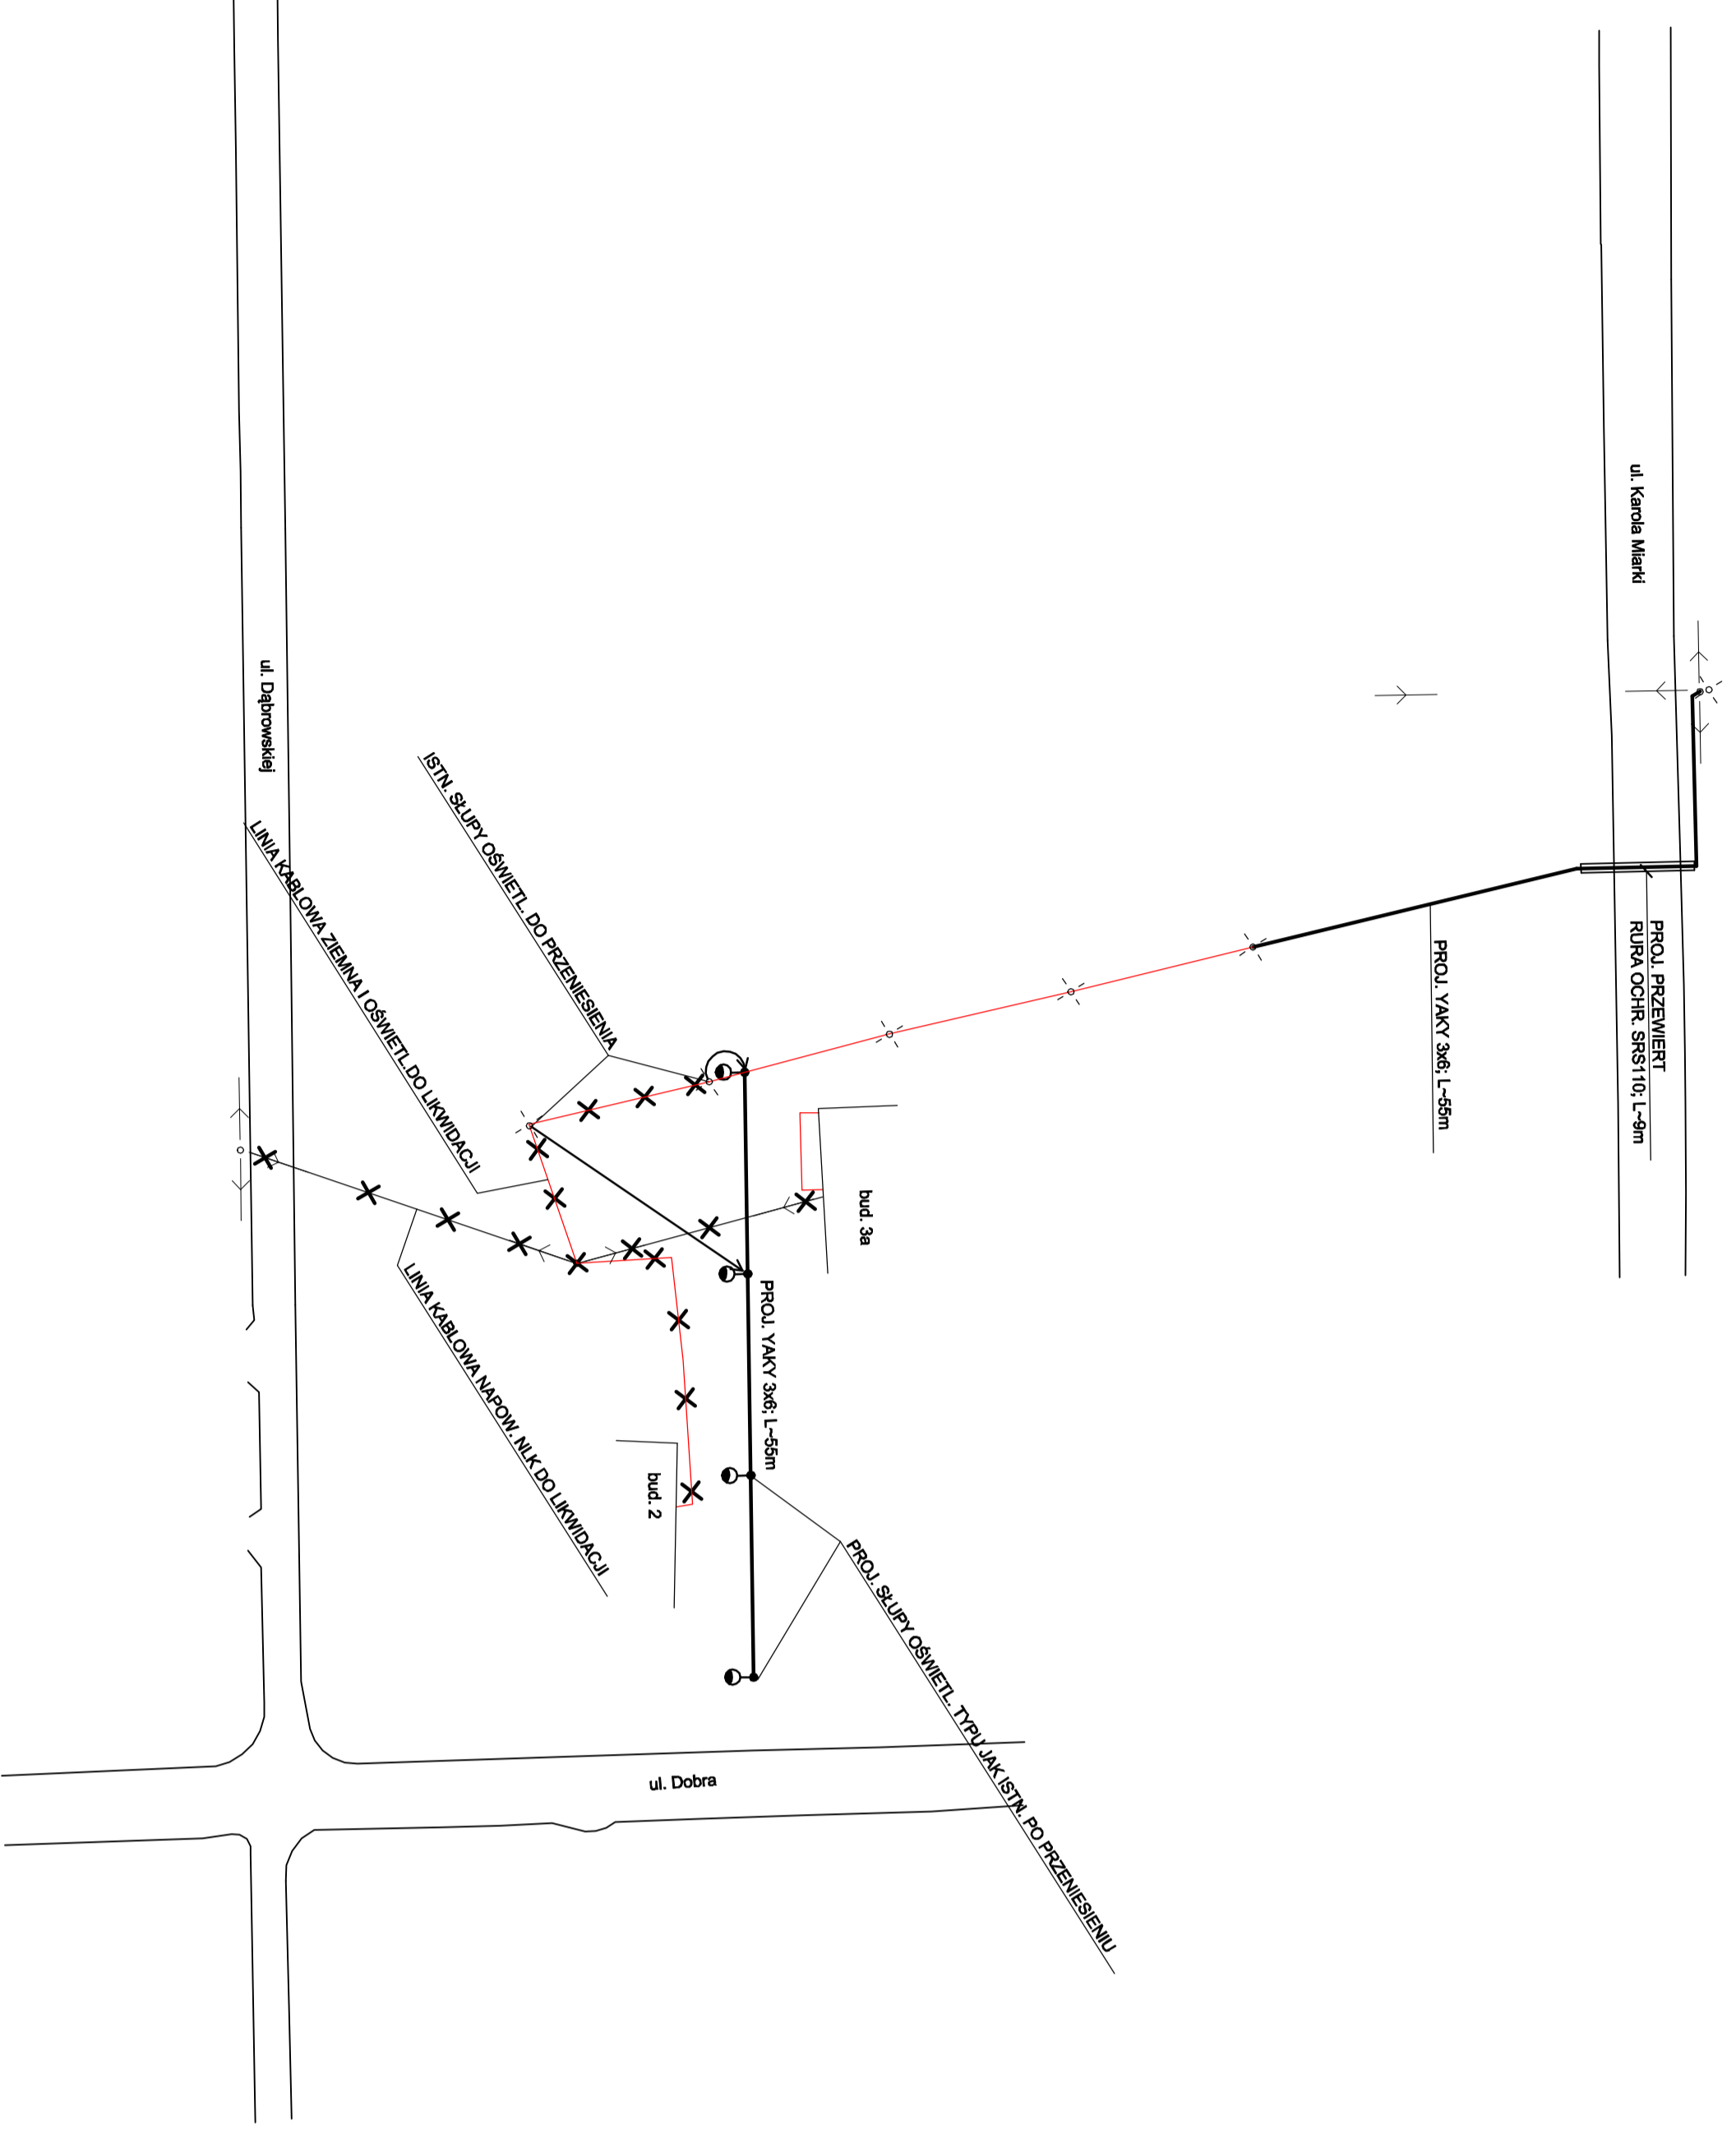 ul. Karola Miarki
PROJ. PRZEWIERT
RURA OCHR. SRS110; L~9m
PROJ. YAKY 3x6; L~55m
bud. 3a
PROJ. YAKY 3x6; L~55m
bud. 2
PROJ. SŁUPY OŚWIETL. TYPU JAK ISTN. PO PRZENIESIENIU
ul. Dobra
ISTN. SŁUPY OŚWIETL. DO PRZENIESIENIA
LINIA KABLOWA ZIEMNA I OŚWIETL.DO LIKWIDACJI
LINIA KABLOWA NAPOW. NLK DO LIKWIDACJI
ul. Dąbrowskiej